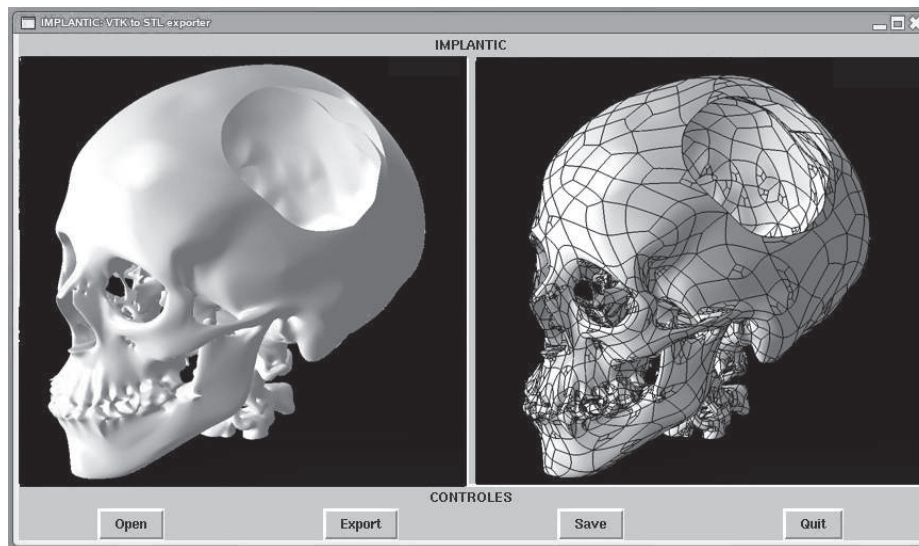 IMPLANTIC: VTK to STL exporter
IMPLANTIC
CONTROLES
Open
Export
Save
Quit